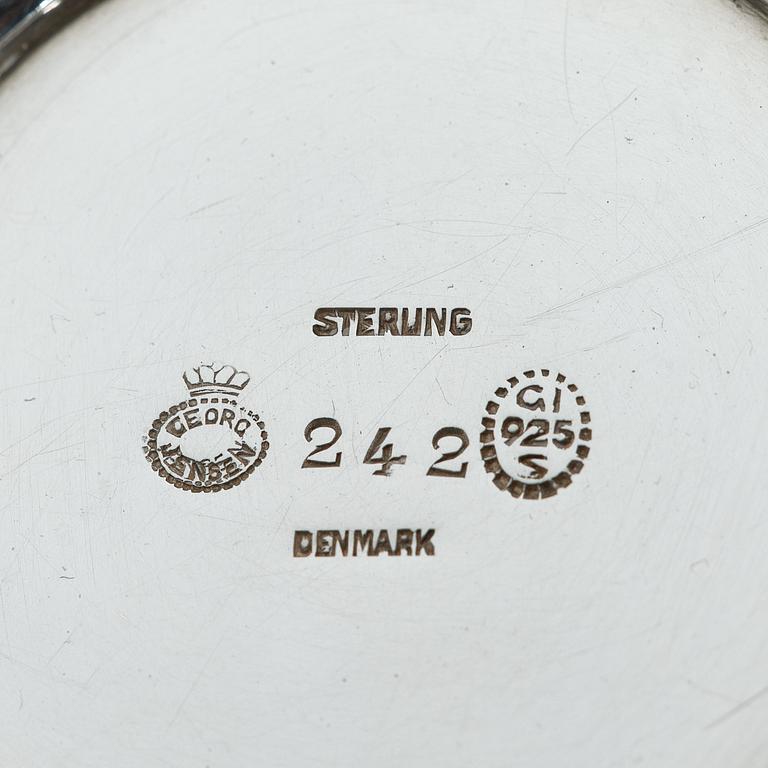 STERLING
GEORG
JENSEN
242
GI
925
S
DENMARK